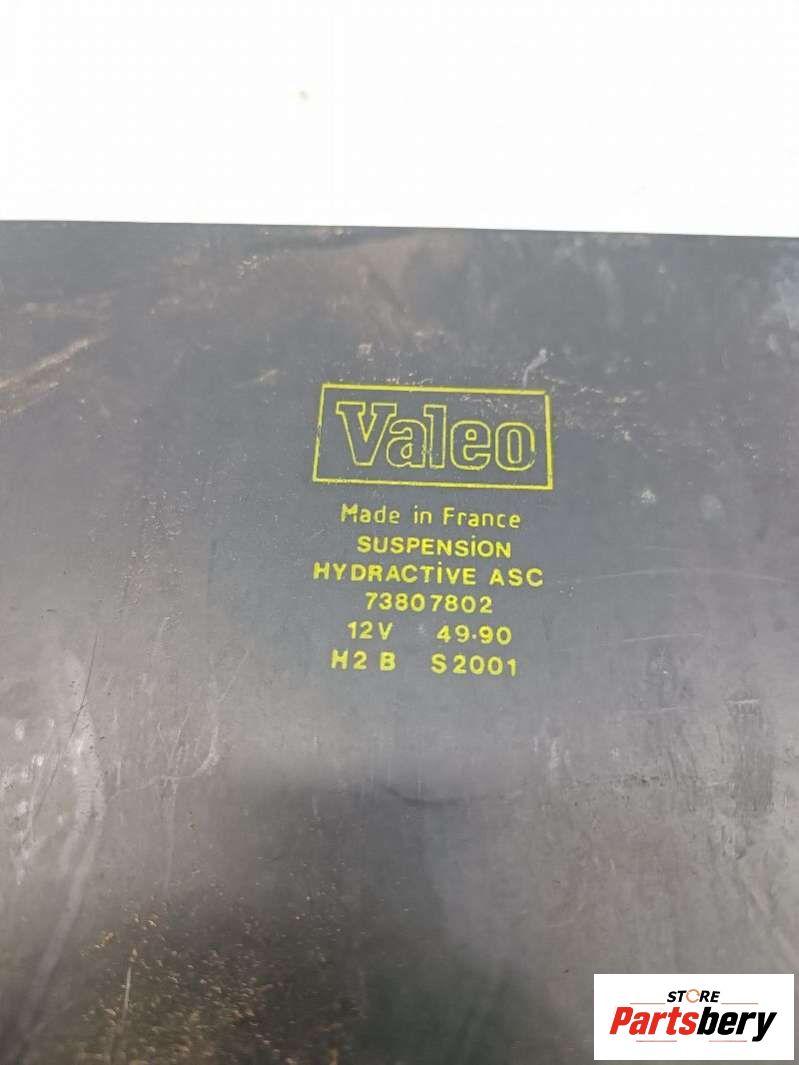 Valeo
Made in France
SUSPENSION
HYDRACTIVE ASC
73807802
12V 49.90
H2 B S2001
STORE
Partsbery